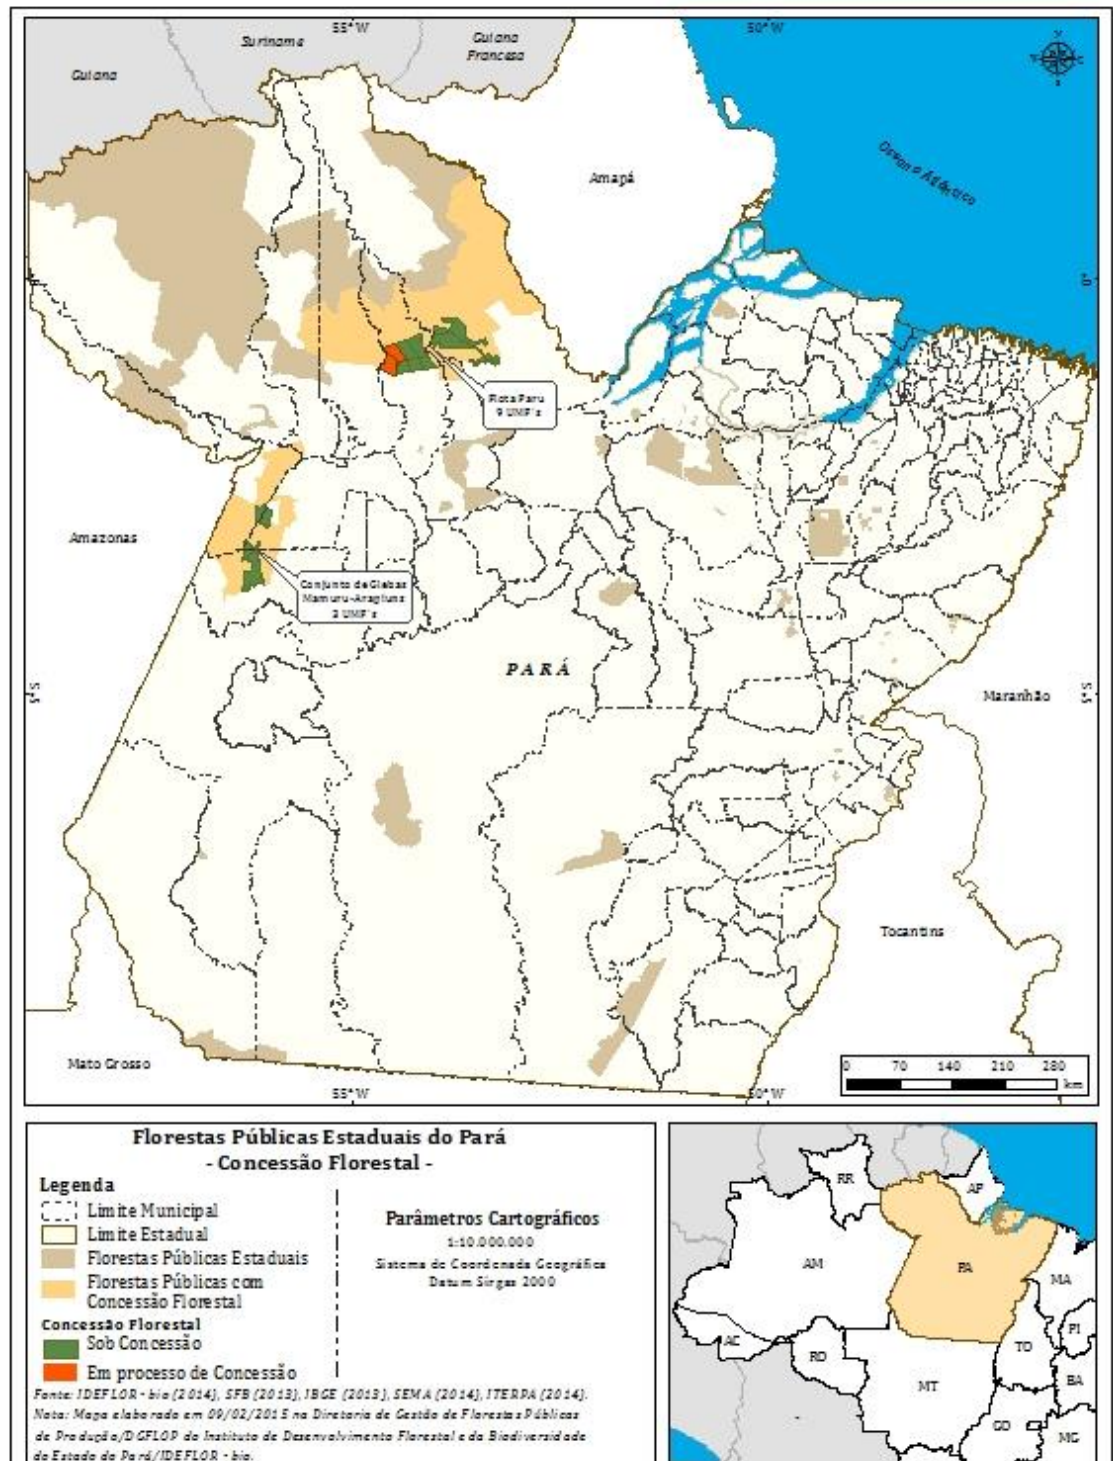 55° W
50° W
Suriname
Guiana
Francesa
Guiana
Oceano Atlântico
Amapá
0°
Flota Paru
9 UMF's
Amazonas
Conjunto de Glebas
Mamuru-Arapiuns
3 UMF's
PARÁ
5° S
5° S
Maranhão
Tocantins
Mato Grosso
0 70 140 210 280
km
55° W
50° W
Florestas Públicas Estaduais do Pará
- Concessão Florestal -
Legenda
Limite Municipal
Limite Estadual
Florestas Públicas Estaduais
Florestas Públicas com
Concessão Florestal
Concessão Florestal
Sob Concessão
Em processo de Concessão
Parâmetros Cartográficos
1:10.000.000
Sistema de Coordenada Geográfica
Datum Sirgas 2000
Fonte: IDEFLOR - bio (2014), SFB (2013), IBGE (2013), SEMA (2014), ITERPA (2014).
Nota: Mapa elaborado em 09/02/2015 na Diretoria de Gestão de Florestas Públicas
de Produção/DGFLOP do Instituto de Desenvolvimento Florestal e da Biodiversidade
do Estado do Pará/IDEFLOR - bio.
RR
AP
AM
PA
MA
PI
AC
RO
TO
BA
MT
GO
MG